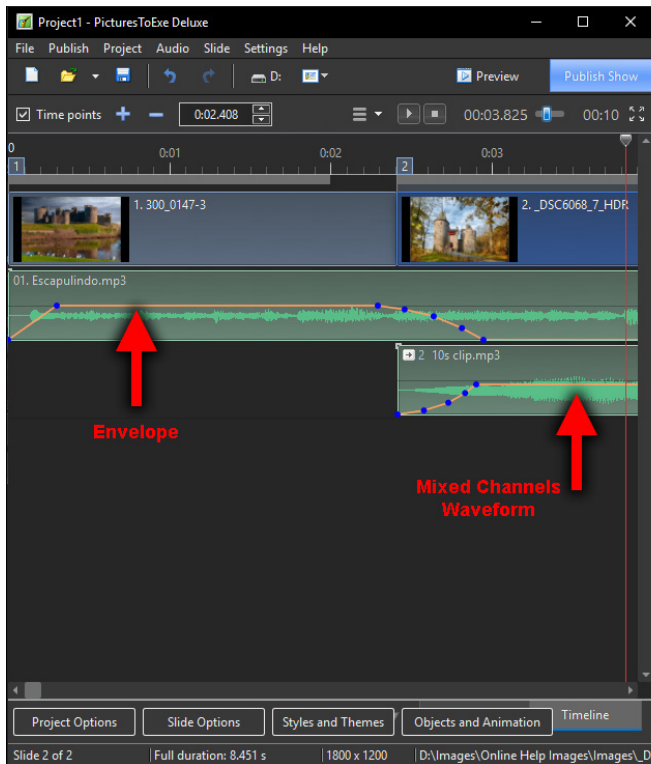 Project1 - PicturesToExe Deluxe
File Publish Project Audio Slide Settings Help
D: Preview Publish Show
Time points 0:02.408 00:03.825 00:10
0 0:01 0:02 0:03
1 2
1. 300_0147-3 2. _DSC6068_7_HDR
01. Escapulindo.mp3
2 10s clip.mp3
Envelope
Mixed Channels
Waveform
Project Options Slide Options Styles and Themes Objects and Animation Timeline
Slide 2 of 2 Full duration: 8.451 s 1800 x 1200 D:\Images\Online Help Images\Images\_D